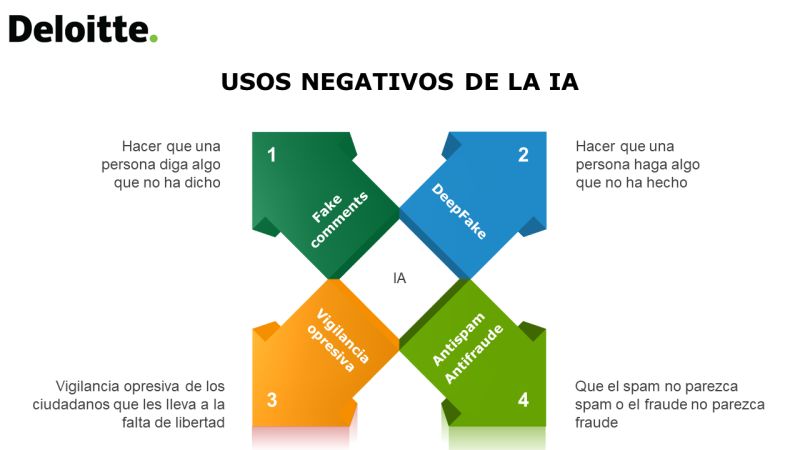 Deloitte.
USOS NEGATIVOS DE LA IA
Hacer que una
persona diga algo
que no ha dicho
1
Fake
comments
2
DeepFake
Hacer que una
persona haga algo
que no ha hecho
IA
Vigilancia opresiva de los
ciudadanos que les lleva a la
falta de libertad
3
Vigilancia
opresiva
4
Antispam
Antifraude
Que el spam no parezca
spam o el fraude no parezca
fraude